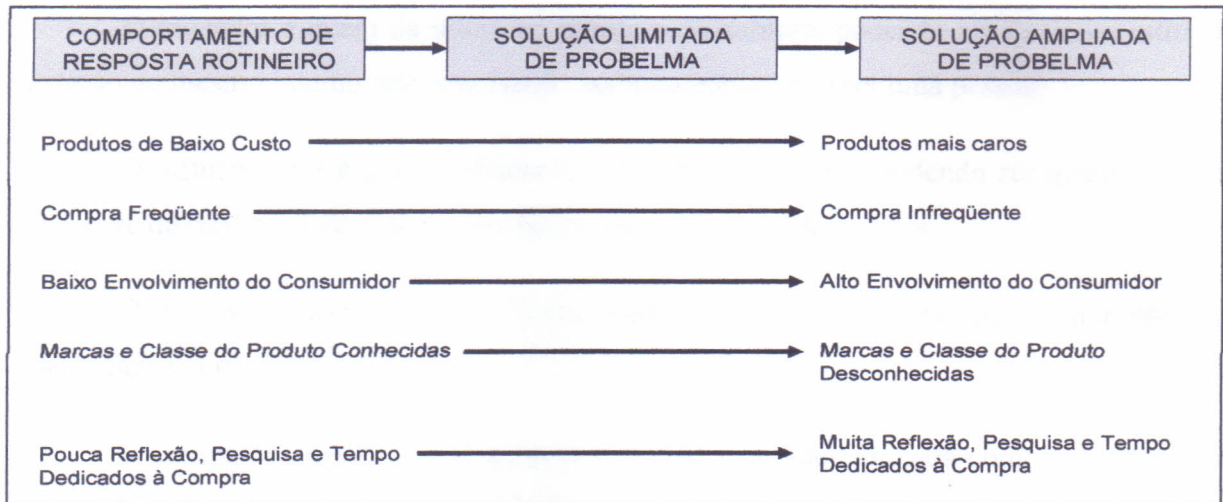 COMPORTAMENTO DE
RESPOSTA ROTINEIRO
SOLUÇÃO LIMITADA
DE PROBELMA
SOLUÇÃO AMPLIADA
DE PROBELMA
Produtos de Baixo Custo
Produtos mais caros
Compra Freqüente
Compra Infreqüente
Baixo Envolvimento do Consumidor
Alto Envolvimento do Consumidor
Marcas e Classe do Produto Conhecidas
Marcas e Classe do Produto
Desconhecidas
Pouca Reflexão, Pesquisa e Tempo
Dedicados à Compra
Muita Reflexão, Pesquisa e Tempo
Dedicados à Compra